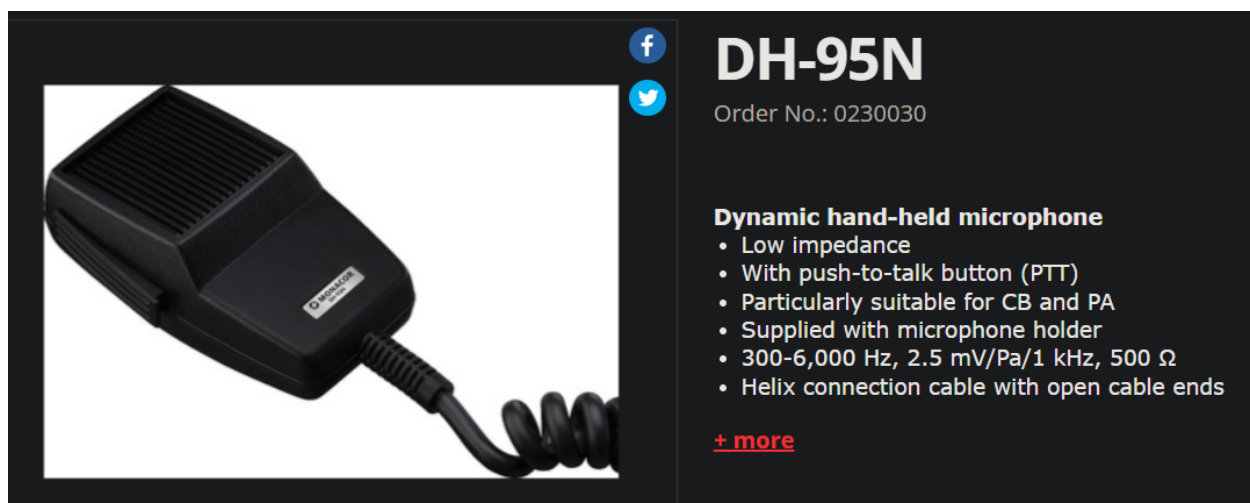 DH-95N
Order No.: 0230030
Dynamic hand-held microphone
• Low impedance
• With push-to-talk button (PTT)
• Particularly suitable for CB and PA
• Supplied with microphone holder
• 300-6,000 Hz, 2.5 mV/Pa/1 kHz, 500 Ω
• Helix connection cable with open cable ends
+ more
MONACOR